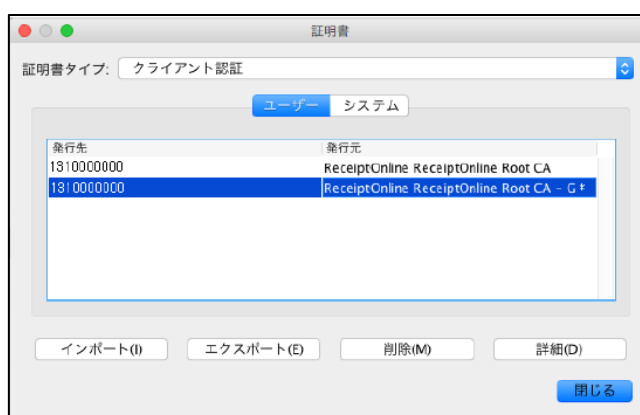 証明書
証明書タイプ: クライアント認証
ユーザー システム
発行先 発行元
1310000000 ReceiptOnline ReceiptOnline Root CA
1310000000 ReceiptOnline ReceiptOnline Root CA - G*
インポート(I) エクスポート(E) 削除(M) 詳細(D)
閉じる